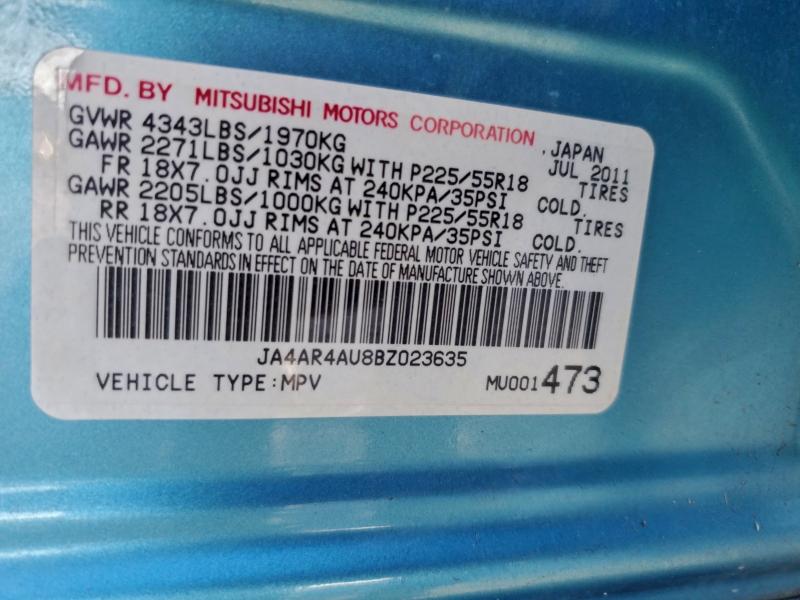 MFD. BY MITSUBISHI MOTORS CORPORATION , JAPAN
GVWR 4343LBS/1970KG JUL 2011
GAWR 2271LBS/1030KG WITH P225/55R18 TIRES
FR 18X7.0JJ RIMS AT 240KPA/35PSI COLD.
GAWR 2205LBS/1000KG WITH P225/55R18 TIRES
RR 18X7.0JJ RIMS AT 240KPA/35PSI COLD.
THIS VEHICLE CONFORMS TO ALL APPLICABLE FEDERAL MOTOR VEHICLE SAFETY AND THEFT
PREVENTION STANDARDS IN EFFECT ON THE DATE OF MANUFACTURE SHOWN ABOVE.
JA4AR4AU8BZ023635
VEHICLE TYPE:MPV MU001473